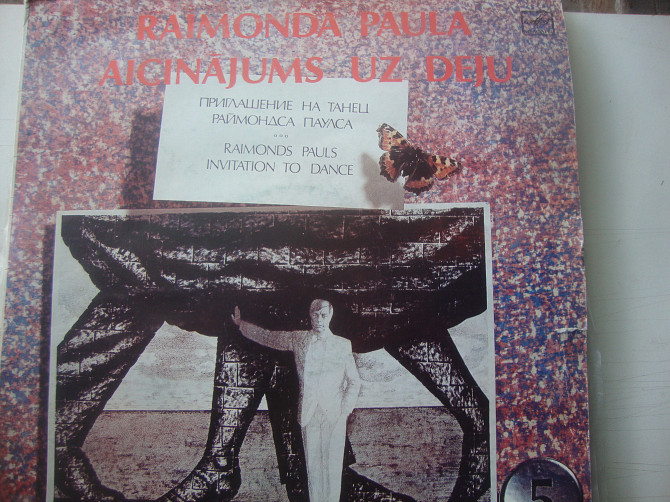 RAIMONDA PAULA
AICINĀJUMS UZ DEJU
ПРИГЛАШЕНИЕ НА ТАНЕЦ
РАЙМОНДСА ПАУЛСА
RAIMONDS PAULS
INVITATION TO DANCE
5